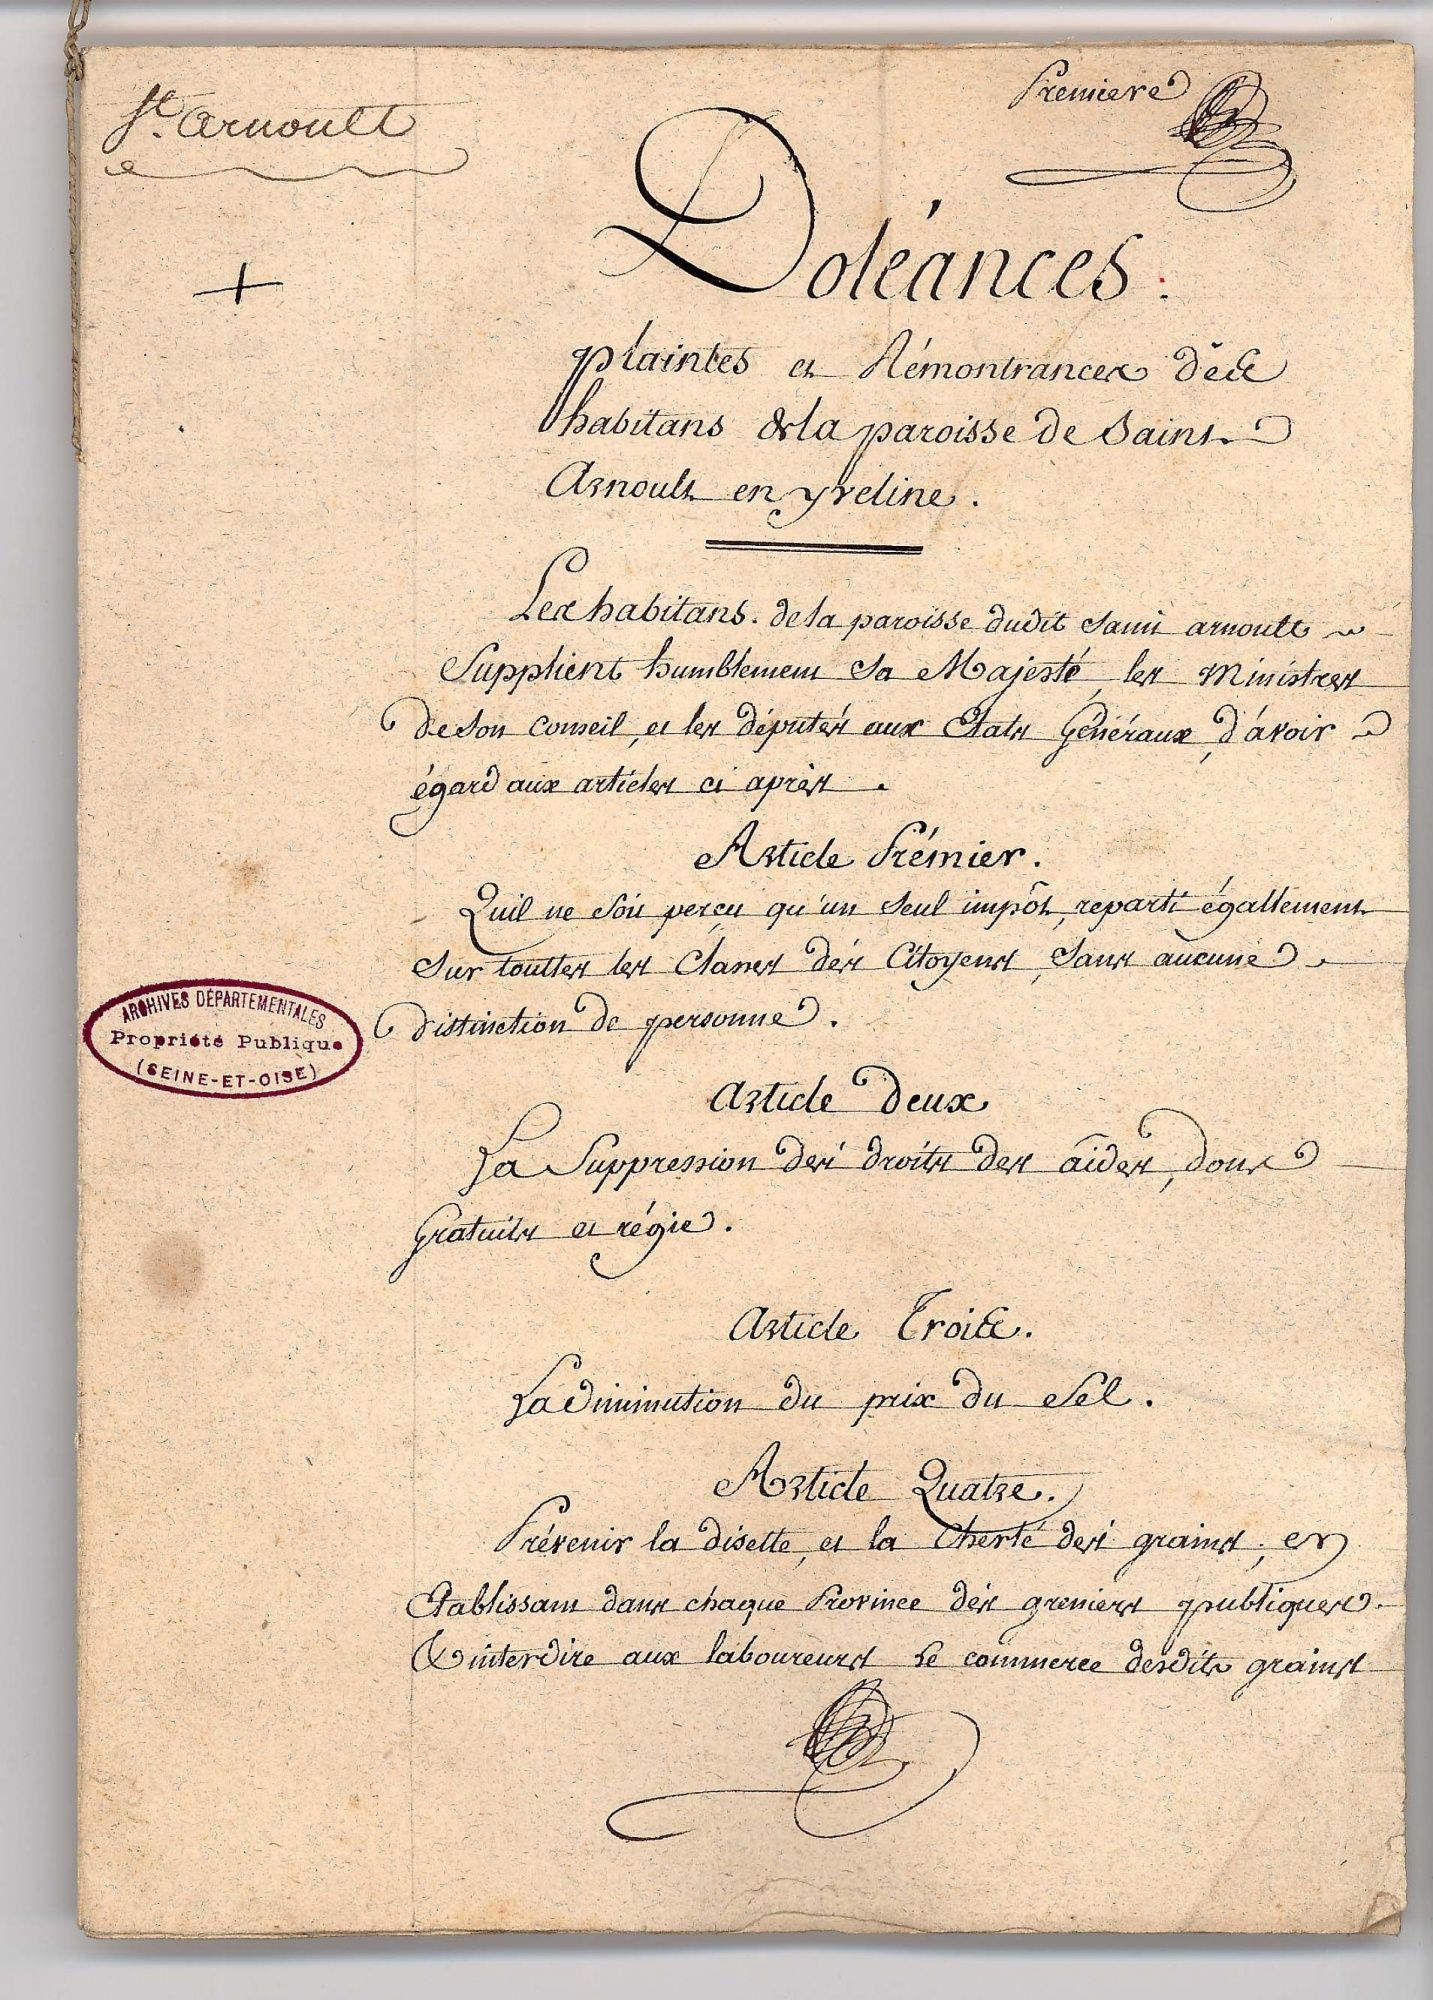 St. Arnoult
Premiere
Doléances.
plaintes et Rémontrances des
habitans de la paroisse de Saint
Arnoult en yveline.
Les habitans de la paroisse dudit Saint arnoult
Supplient humblement Sa Majesté, les Ministres
de Son Conseil, et les députés aux Etats Généraux, d'avoir
égard aux articles ci après.
Article Prémier.
Quil ne Soit perçu qu'un Seul impôt, reparti égallement
Sur touttes les Classes dés Citoyens, Sans aucune
distinction de personne.
Article Deux
La Suppression des droits des aides, dons
Gratuits et régie.
Article Trois.
La Diminution du prix du Sel.
Article Quatre.
Prévenir la disette, et la Cherté des grains, en
Etablissant dans chaque Province dés greniers publiques
& interdire aux laboureurs le commerce desdits grains
ARCHIVES DÉPARTEMENTALES
Propriété Publique
(SEINE-ET-OISE)